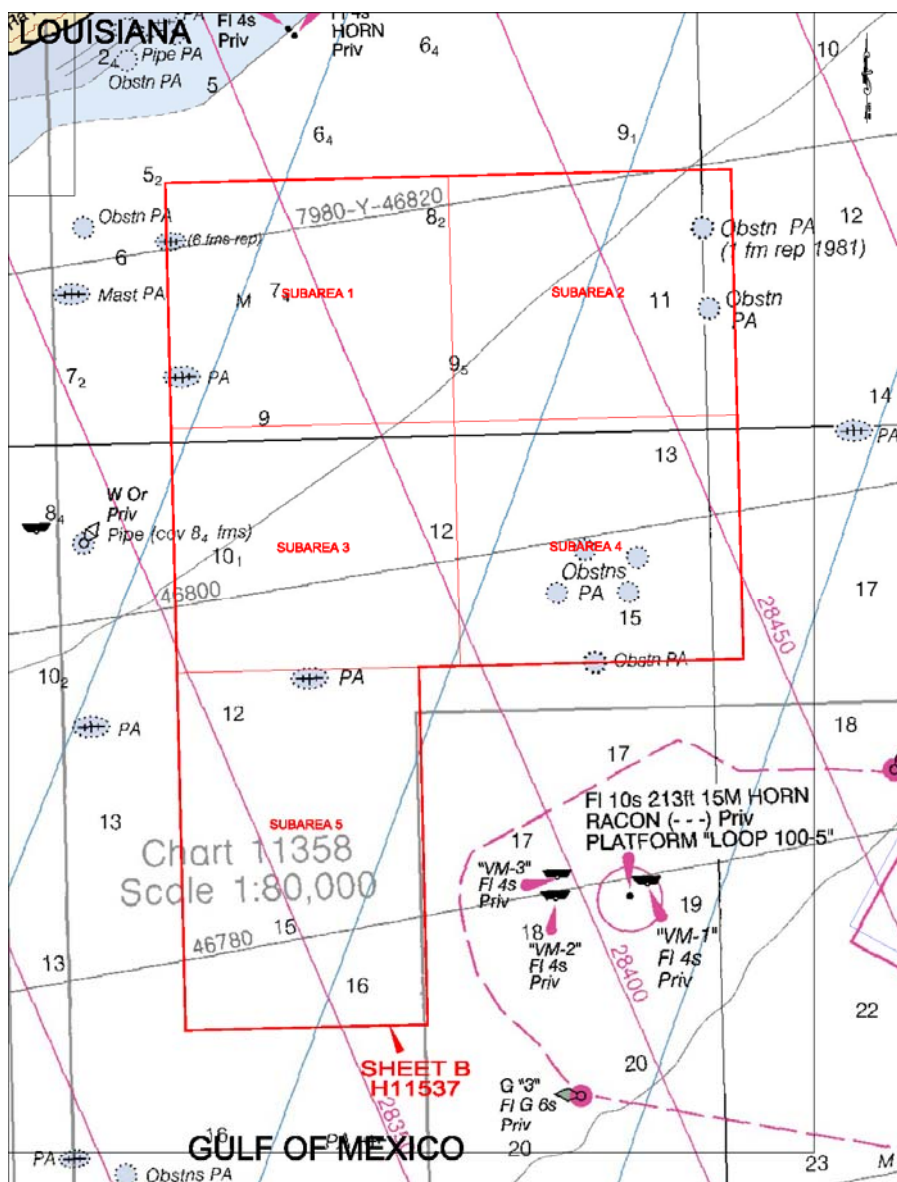 LOUISIANA
Fl 4s
Priv
HORN
Priv
PA
2₄
Pipe PA
Obstn PA
5
6₄
10
6₄
9₁
5₂
7980-Y-46820
8₂
12
Obstn PA
(6 fms rep)
6
Obstn PA
(1 fm rep 1981)
Mast PA
M
7₄
SUBAREA 1
SUBAREA 2
11
Obstn
PA
7₂
PA
9₅
9
14
PA
13
8₄
W Or
Priv
Pipe (cov 8₄ fms)
10₁
SUBAREA 3
12
SUBAREA 4
Obstns
PA
15
17
46800
28450
10₂
PA
Obstn PA
12
PA
17
18
13
SUBAREA 5
Chart 11358
Scale 1:80,000
Fl 10s 213ft 15M HORN
RACON (- - -) Priv
PLATFORM "LOOP 100-5"
17
"VM-3"
Fl 4s
Priv
19
15
46780
18
"VM-2"
Fl 4s
Priv
"VM-1"
Fl 4s
Priv
13
16
28400
22
SHEET B
H11537
20
G "3"
Fl G 6s
Priv
16
GULF OF MEXICO
PA
20
23
M
PA
Obstns PA